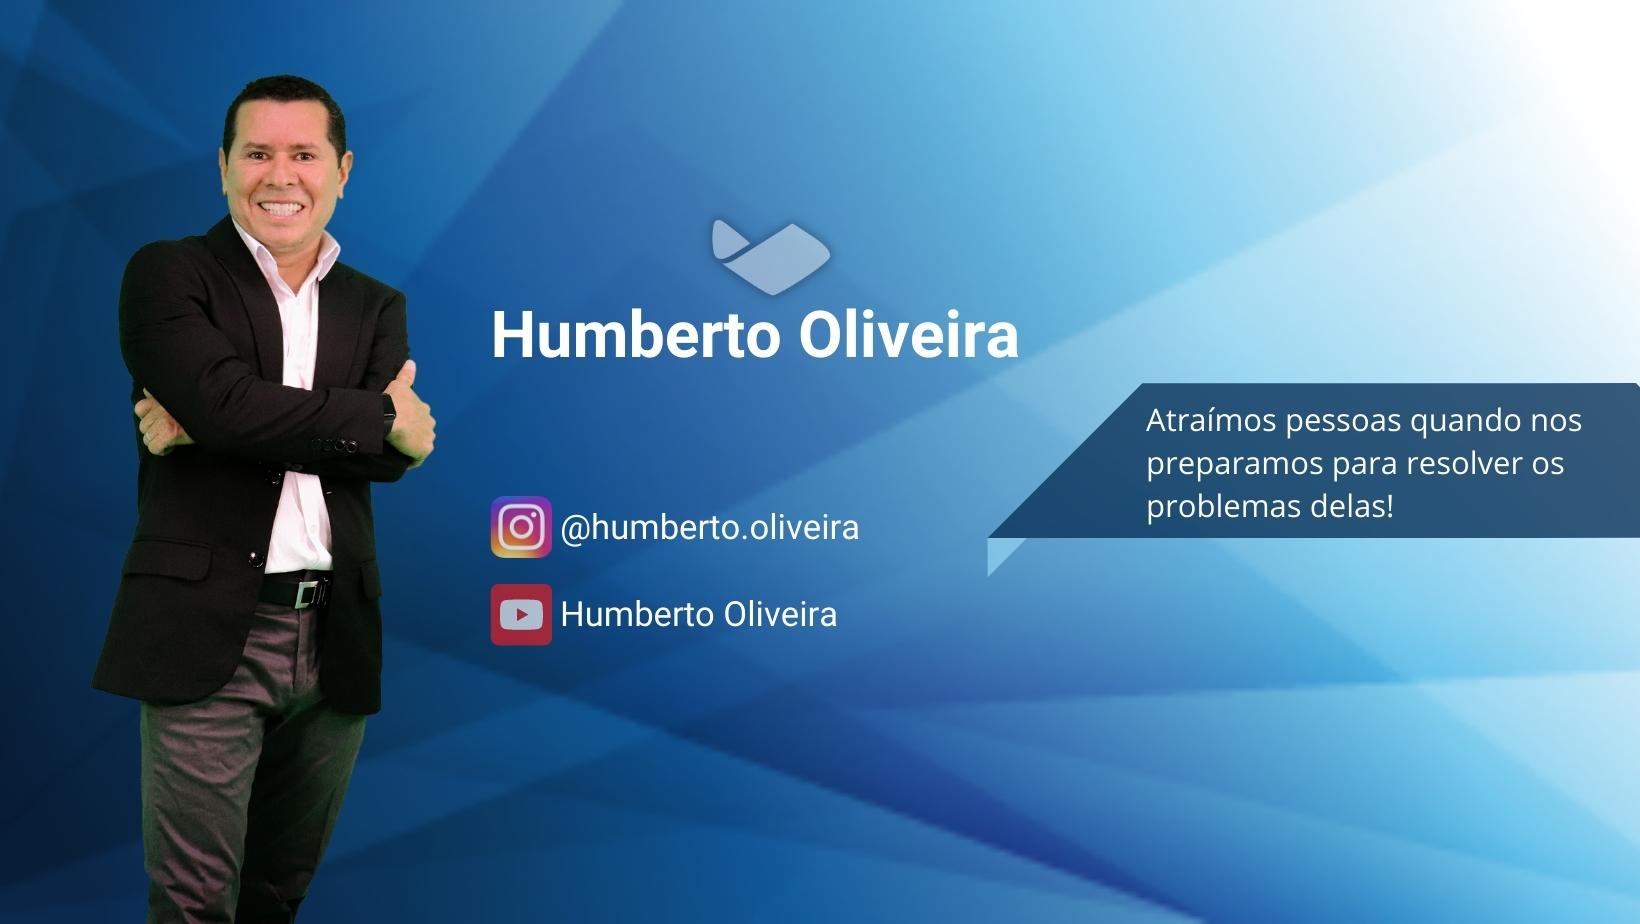 Humberto Oliveira
Atraímos pessoas quando nos
preparamos para resolver os
problemas delas!
@humberto.oliveira
Humberto Oliveira